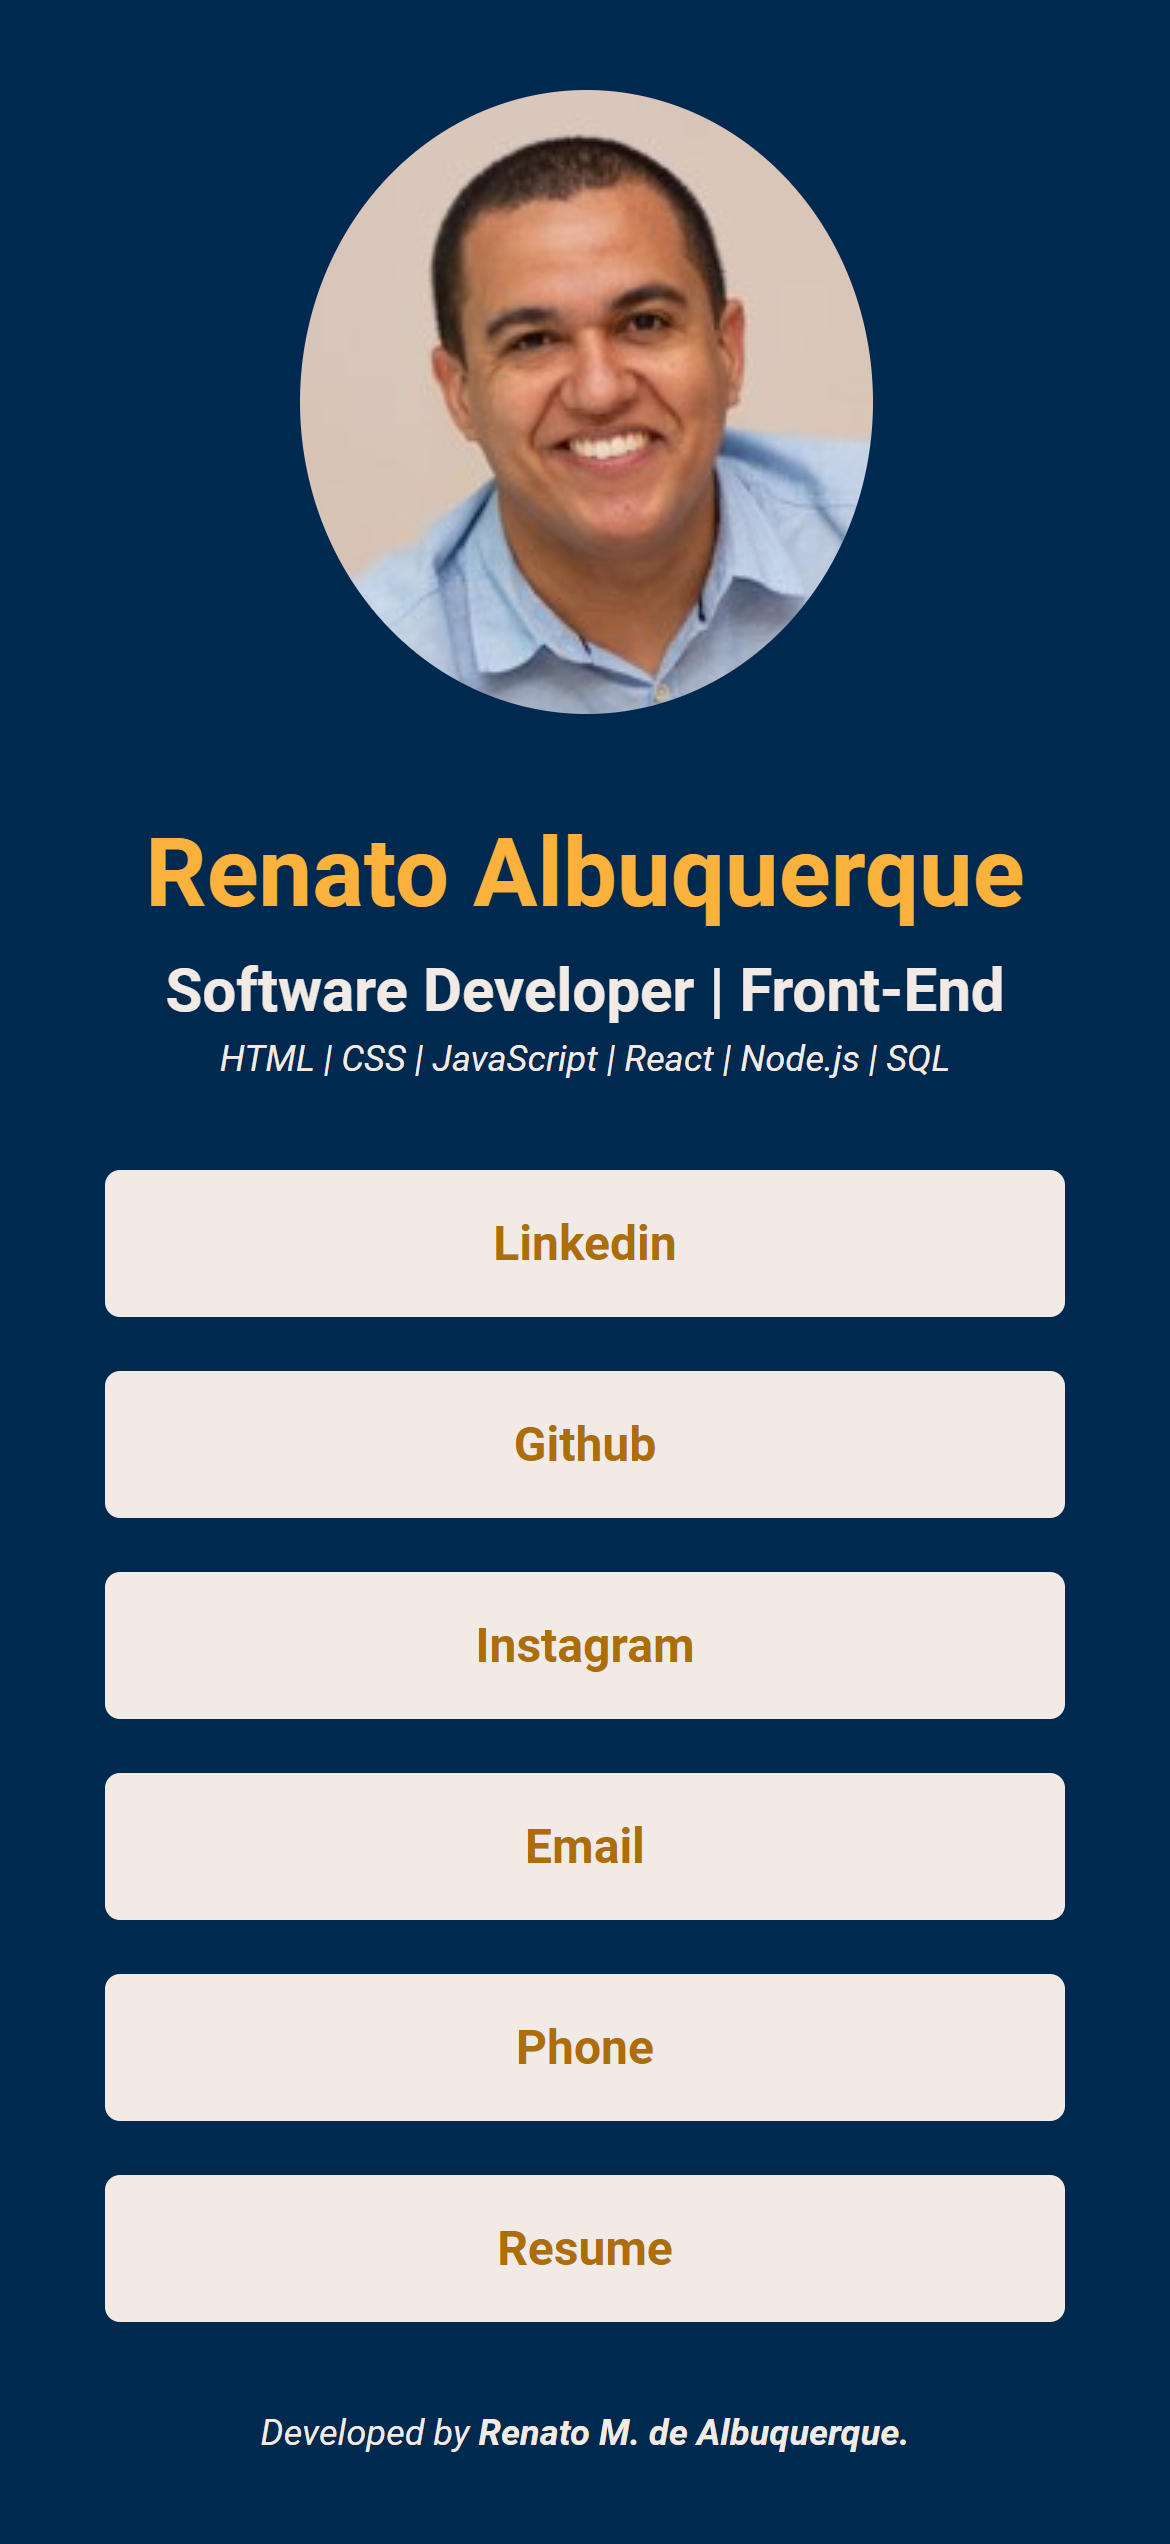 Renato Albuquerque
Software Developer | Front-End
HTML | CSS | JavaScript | React | Node.js | SQL
Linkedin
Github
Instagram
Email
Phone
Resume
Developed by Renato M. de Albuquerque.